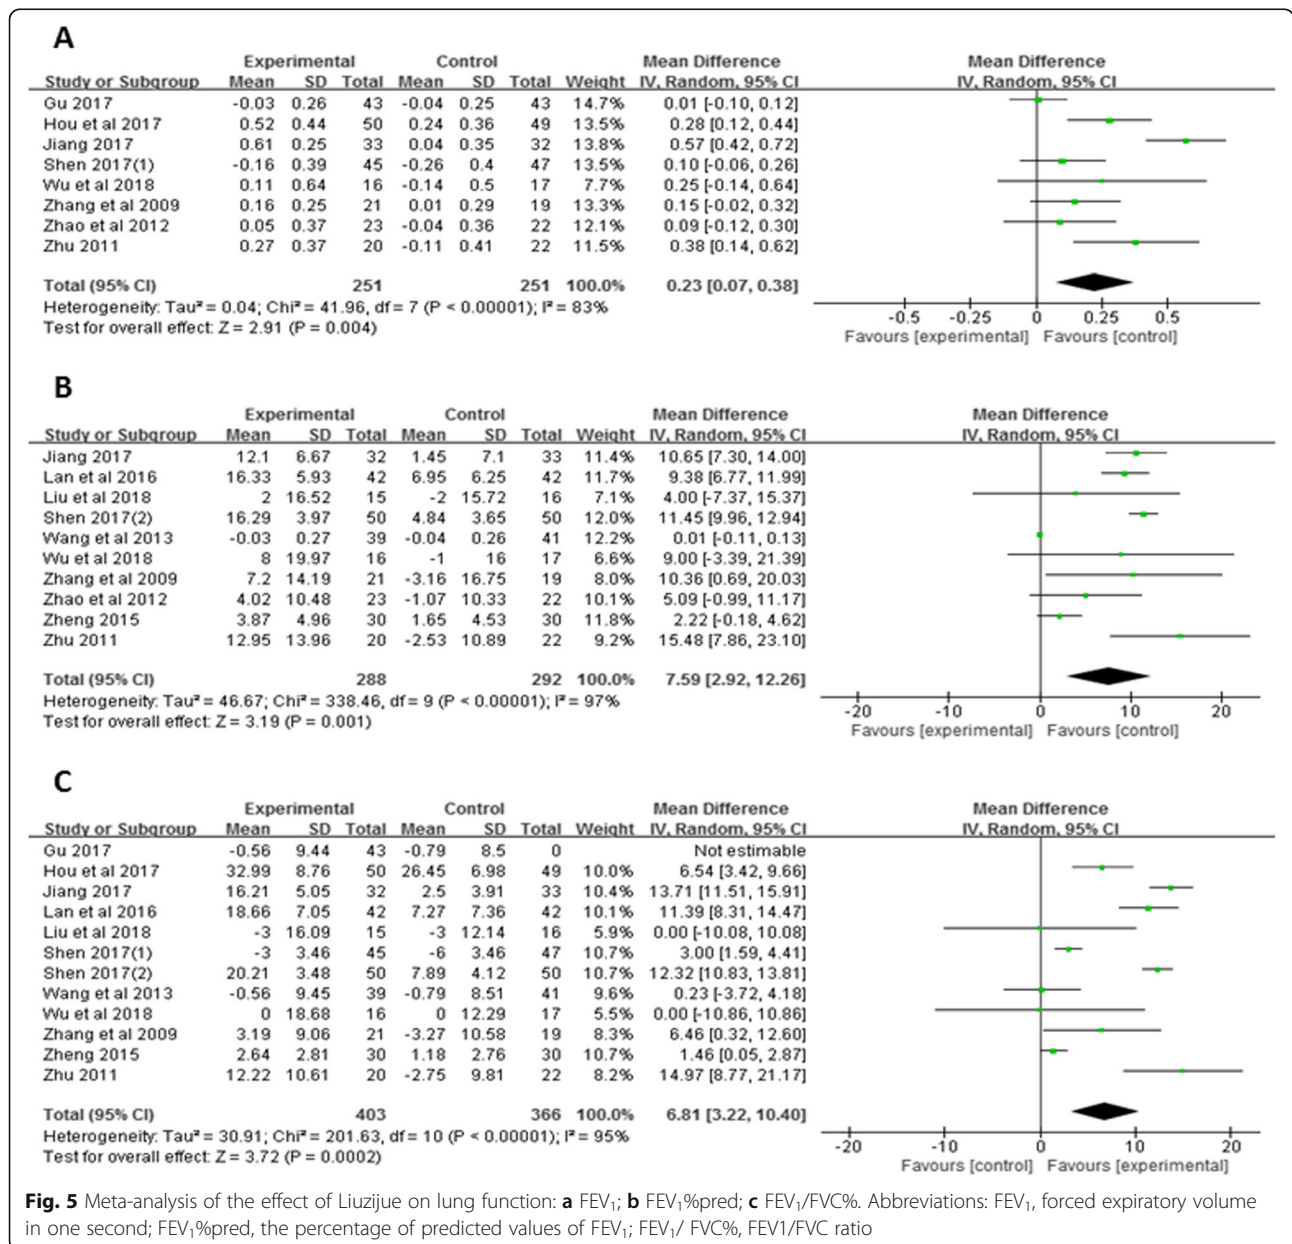 A
Experimental Control Mean Difference Mean Difference
Study or Subgroup Mean SD Total Mean SD Total Weight IV, Random, 95% CI IV, Random, 95% CI
Gu 2017 -0.03 0.26 43 -0.04 0.25 43 14.7% 0.01 [-0.10, 0.12]
Hou et al 2017 0.52 0.44 50 0.24 0.36 49 13.5% 0.28 [0.12, 0.44]
Jiang 2017 0.61 0.25 33 0.04 0.35 32 13.8% 0.57 [0.42, 0.72]
Shen 2017(1) -0.16 0.39 45 -0.26 0.4 47 13.5% 0.10 [-0.06, 0.26]
Wu et al 2018 0.11 0.64 16 -0.14 0.5 17 7.7% 0.25 [-0.14, 0.64]
Zhang et al 2009 0.16 0.25 21 0.01 0.29 19 13.3% 0.15 [-0.02, 0.32]
Zhao et al 2012 0.05 0.37 23 -0.04 0.36 22 12.1% 0.09 [-0.12, 0.30]
Zhu 2011 0.27 0.37 20 -0.11 0.41 22 11.5% 0.38 [0.14, 0.62]
Total (95% CI) 251 251 100.0% 0.23 [0.07, 0.38]
Heterogeneity: Tau² = 0.04; Chi² = 41.96, df = 7 (P < 0.00001); I² = 83%
Test for overall effect: Z = 2.91 (P = 0.004)
-0.5 -0.25 0 0.25 0.5
Favours [experimental] Favours [control]
B
Experimental Control Mean Difference Mean Difference
Study or Subgroup Mean SD Total Mean SD Total Weight IV, Random, 95% CI IV, Random, 95% CI
Jiang 2017 12.1 6.67 32 1.45 7.1 33 11.4% 10.65 [7.30, 14.00]
Lan et al 2016 16.33 5.93 42 6.95 6.25 42 11.7% 9.38 [6.77, 11.99]
Liu et al 2018 2 16.52 15 -2 15.72 16 7.1% 4.00 [-7.37, 15.37]
Shen 2017(2) 16.29 3.97 50 4.84 3.65 50 12.0% 11.45 [9.96, 12.94]
Wang et al 2013 -0.03 0.27 39 -0.04 0.26 41 12.2% 0.01 [-0.11, 0.13]
Wu et al 2018 8 19.97 16 -1 16 17 6.6% 9.00 [-3.39, 21.39]
Zhang et al 2009 7.2 14.19 21 -3.16 16.75 19 8.0% 10.36 [0.69, 20.03]
Zhao et al 2012 4.02 10.48 23 -1.07 10.33 22 10.1% 5.09 [-0.99, 11.17]
Zheng 2015 3.87 4.96 30 1.65 4.53 30 11.8% 2.22 [-0.18, 4.62]
Zhu 2011 12.95 13.96 20 -2.53 10.89 22 9.2% 15.48 [7.86, 23.10]
Total (95% CI) 288 292 100.0% 7.59 [2.92, 12.26]
Heterogeneity: Tau² = 46.67; Chi² = 338.46, df = 9 (P < 0.00001); I² = 97%
Test for overall effect: Z = 3.19 (P = 0.001)
-20 -10 0 10 20
Favours [experimental] Favours [control]
C
Experimental Control Mean Difference Mean Difference
Study or Subgroup Mean SD Total Mean SD Total Weight IV, Random, 95% CI IV, Random, 95% CI
Gu 2017 -0.56 9.44 43 -0.79 8.5 0 Not estimable
Hou et al 2017 32.99 8.76 50 26.45 6.98 49 10.0% 6.54 [3.42, 9.66]
Jiang 2017 16.21 5.05 32 2.5 3.91 33 10.4% 13.71 [11.51, 15.91]
Lan et al 2016 18.66 7.05 42 7.27 7.36 42 10.1% 11.39 [8.31, 14.47]
Liu et al 2018 -3 16.09 15 -3 12.14 16 5.9% 0.00 [-10.08, 10.08]
Shen 2017(1) -3 3.46 45 -6 3.46 47 10.7% 3.00 [1.59, 4.41]
Shen 2017(2) 20.21 3.48 50 7.89 4.12 50 10.7% 12.32 [10.83, 13.81]
Wang et al 2013 -0.56 9.45 39 -0.79 8.51 41 9.6% 0.23 [-3.72, 4.18]
Wu et al 2018 0 18.68 16 0 12.29 17 5.5% 0.00 [-10.86, 10.86]
Zhang et al 2009 3.19 9.06 21 -3.27 10.58 19 8.3% 6.46 [0.32, 12.60]
Zheng 2015 2.64 2.81 30 1.18 2.76 30 10.7% 1.46 [0.05, 2.87]
Zhu 2011 12.22 10.61 20 -2.75 9.81 22 8.2% 14.97 [8.77, 21.17]
Total (95% CI) 403 366 100.0% 6.81 [3.22, 10.40]
Heterogeneity: Tau² = 30.91; Chi² = 201.63, df = 10 (P < 0.00001); I² = 95%
Test for overall effect: Z = 3.72 (P = 0.0002)
-20 -10 0 10 20
Favours [control] Favours [experimental]
Fig. 5 Meta-analysis of the effect of Liuzijue on lung function: a FEV₁; b FEV₁%pred; c FEV₁/FVC%. Abbreviations: FEV₁, forced expiratory volume
in one second; FEV₁%pred, the percentage of predicted values of FEV₁; FEV₁/ FVC%, FEV1/FVC ratio